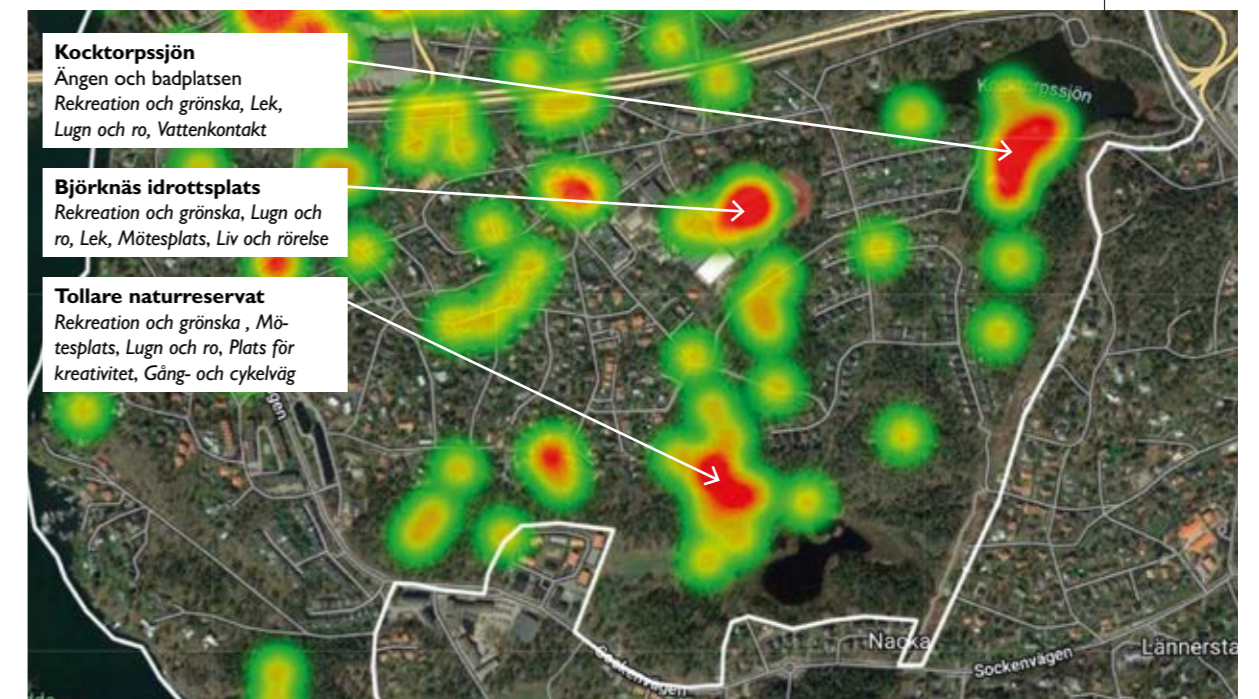 Kocktorpssjön
Ängen och badplatsen
Rekreation och grönska, Lek,
Lugn och ro, Vattenkontakt
Björknäs idrottsplats
Rekreation och grönska, Lugn och
ro, Lek, Mötesplats, Liv och rörelse
Tollare naturreservat
Rekreation och grönska , Mö-
tesplats, Lugn och ro, Plats för
kreativitet, Gång- och cykelväg
Kocktorpssjön
Nacka
Lännersta
Sockenvägen
Sockenvägen